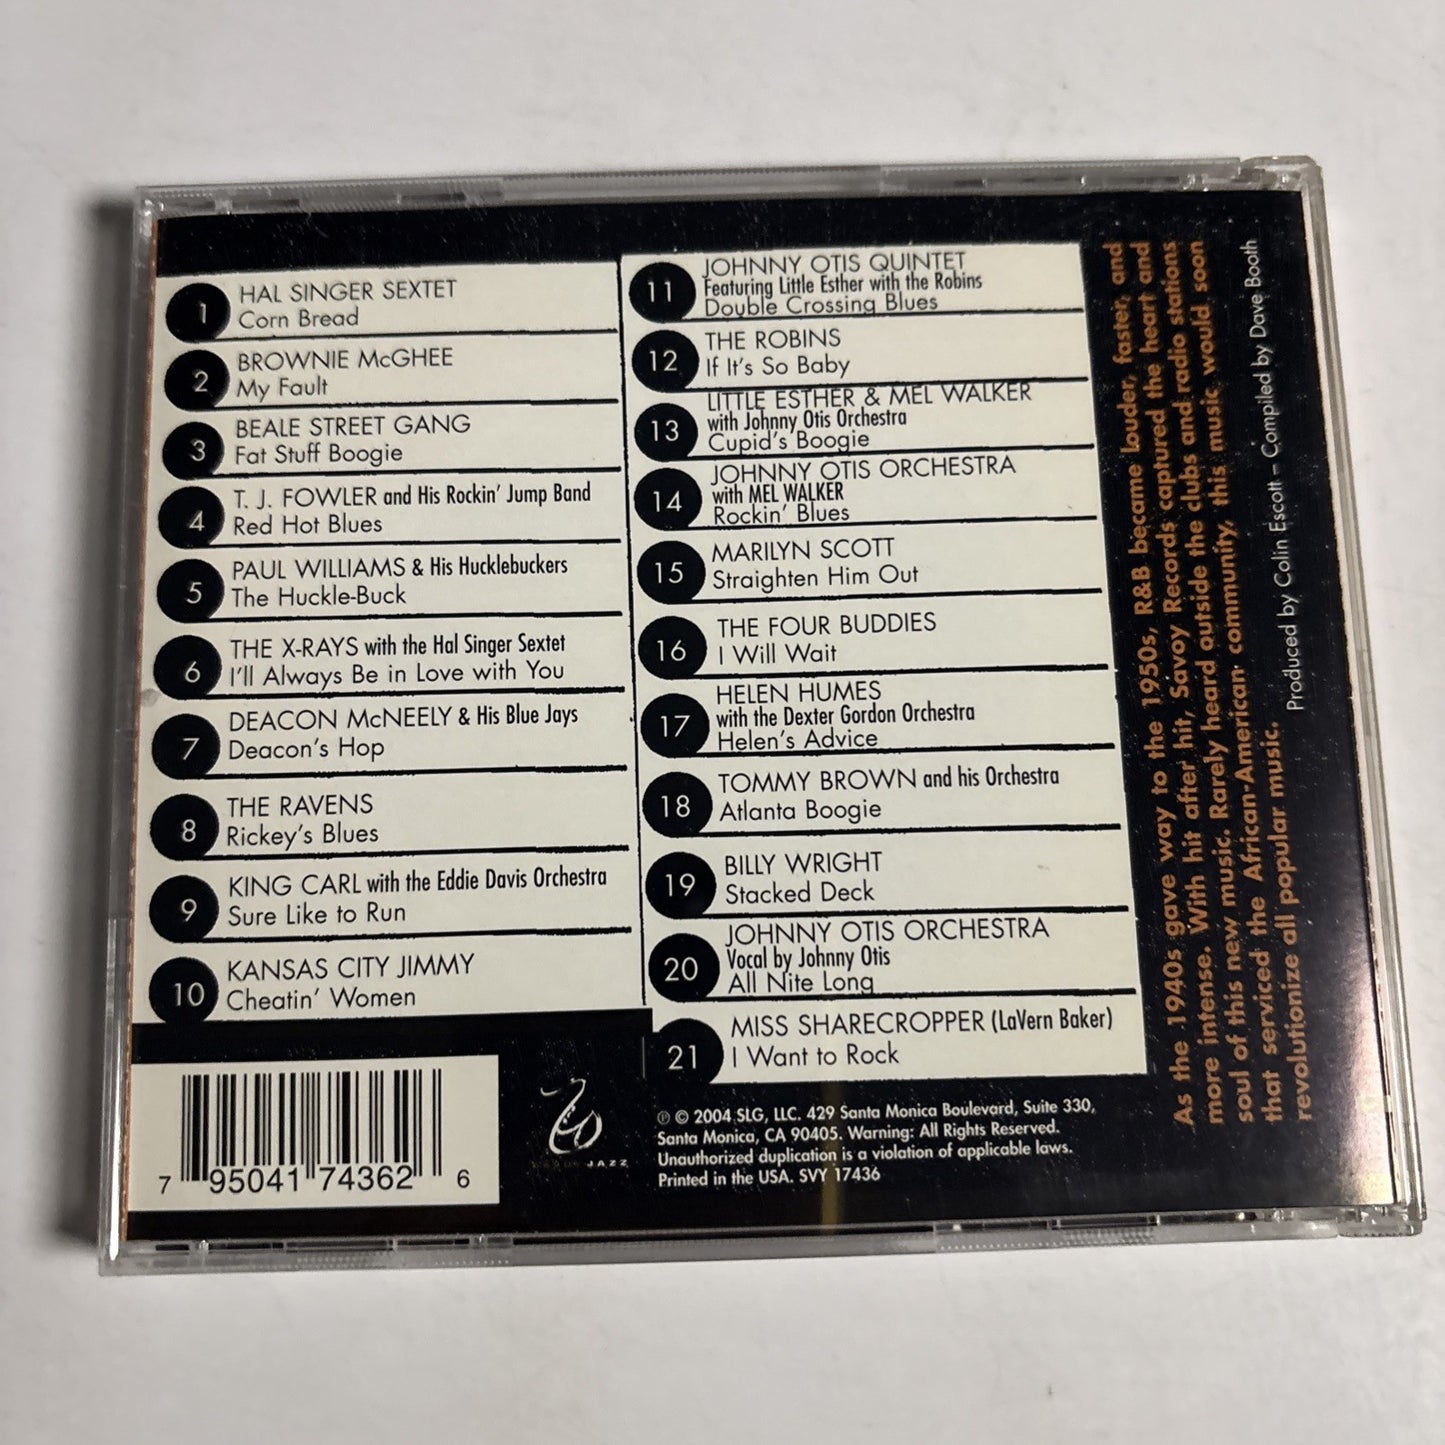 1
HAL SINGER SEXTET
Corn Bread
2
BROWNIE McGHEE
My Fault
3
BEALE STREET GANG
Fat Stuff Boogie
4
T. J. FOWLER and His Rockin' Jump Band
Red Hot Blues
5
PAUL WILLIAMS & His Hucklebuckers
The Huckle-Buck
6
THE X-RAYS with the Hal Singer Sextet
I'll Always Be in Love with You
7
DEACON McNEELY & His Blue Jays
Deacon's Hop
8
THE RAVENS
Rickey's Blues
9
KING CARL with the Eddie Davis Orchestra
Sure Like to Run
10
KANSAS CITY JIMMY
Cheatin' Women
11
JOHNNY OTIS QUINTET
Featuring Little Esther with the Robins
Double Crossing Blues
12
THE ROBINS
If It's So Baby
13
LITTLE ESTHER & MEL WALKER
with Johnny Otis Orchestra
Cupid's Boogie
14
JOHNNY OTIS ORCHESTRA
with MEL WALKER
Rockin' Blues
15
MARILYN SCOTT
Straighten Him Out
16
THE FOUR BUDDIES
I Will Wait
17
HELEN HUMES
with the Dexter Gordon Orchestra
Helen's Advice
18
TOMMY BROWN and his Orchestra
Atlanta Boogie
19
BILLY WRIGHT
Stacked Deck
20
JOHNNY OTIS ORCHESTRA
Vocal by Johnny Otis
All Nite Long
21
MISS SHARECROPPER (LaVern Baker)
I Want to Rock
As the 1940s gave way to the 1950s, R&B became louder, faster, and
more intense. With hit after hit, Savoy Records captured the heart and
soul of this new music. Rarely heard outside the clubs and radio stations
that serviced the African-American community, this music would soon
revolutionize all popular music.
Produced by Colin Escott – Compiled by Dave Booth
7 95041 74362 6
JAZZ
℗ © 2004 SLG, LLC. 429 Santa Monica Boulevard, Suite 330,
Santa Monica, CA 90405. Warning: All Rights Reserved.
Unauthorized duplication is a violation of applicable laws.
Printed in the USA. SVY 17436